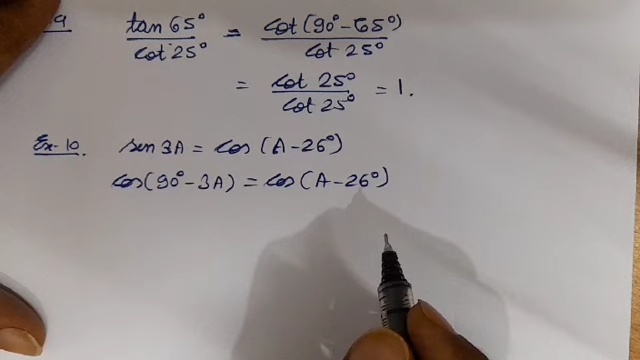 9 tan 65° / cot 25° = cot (90° - 65°) / cot 25°
= cot 25° / cot 25° = 1.
Ex-10. sin 3A = cos (A - 26°)
cos (90° - 3A) = cos (A - 26°)